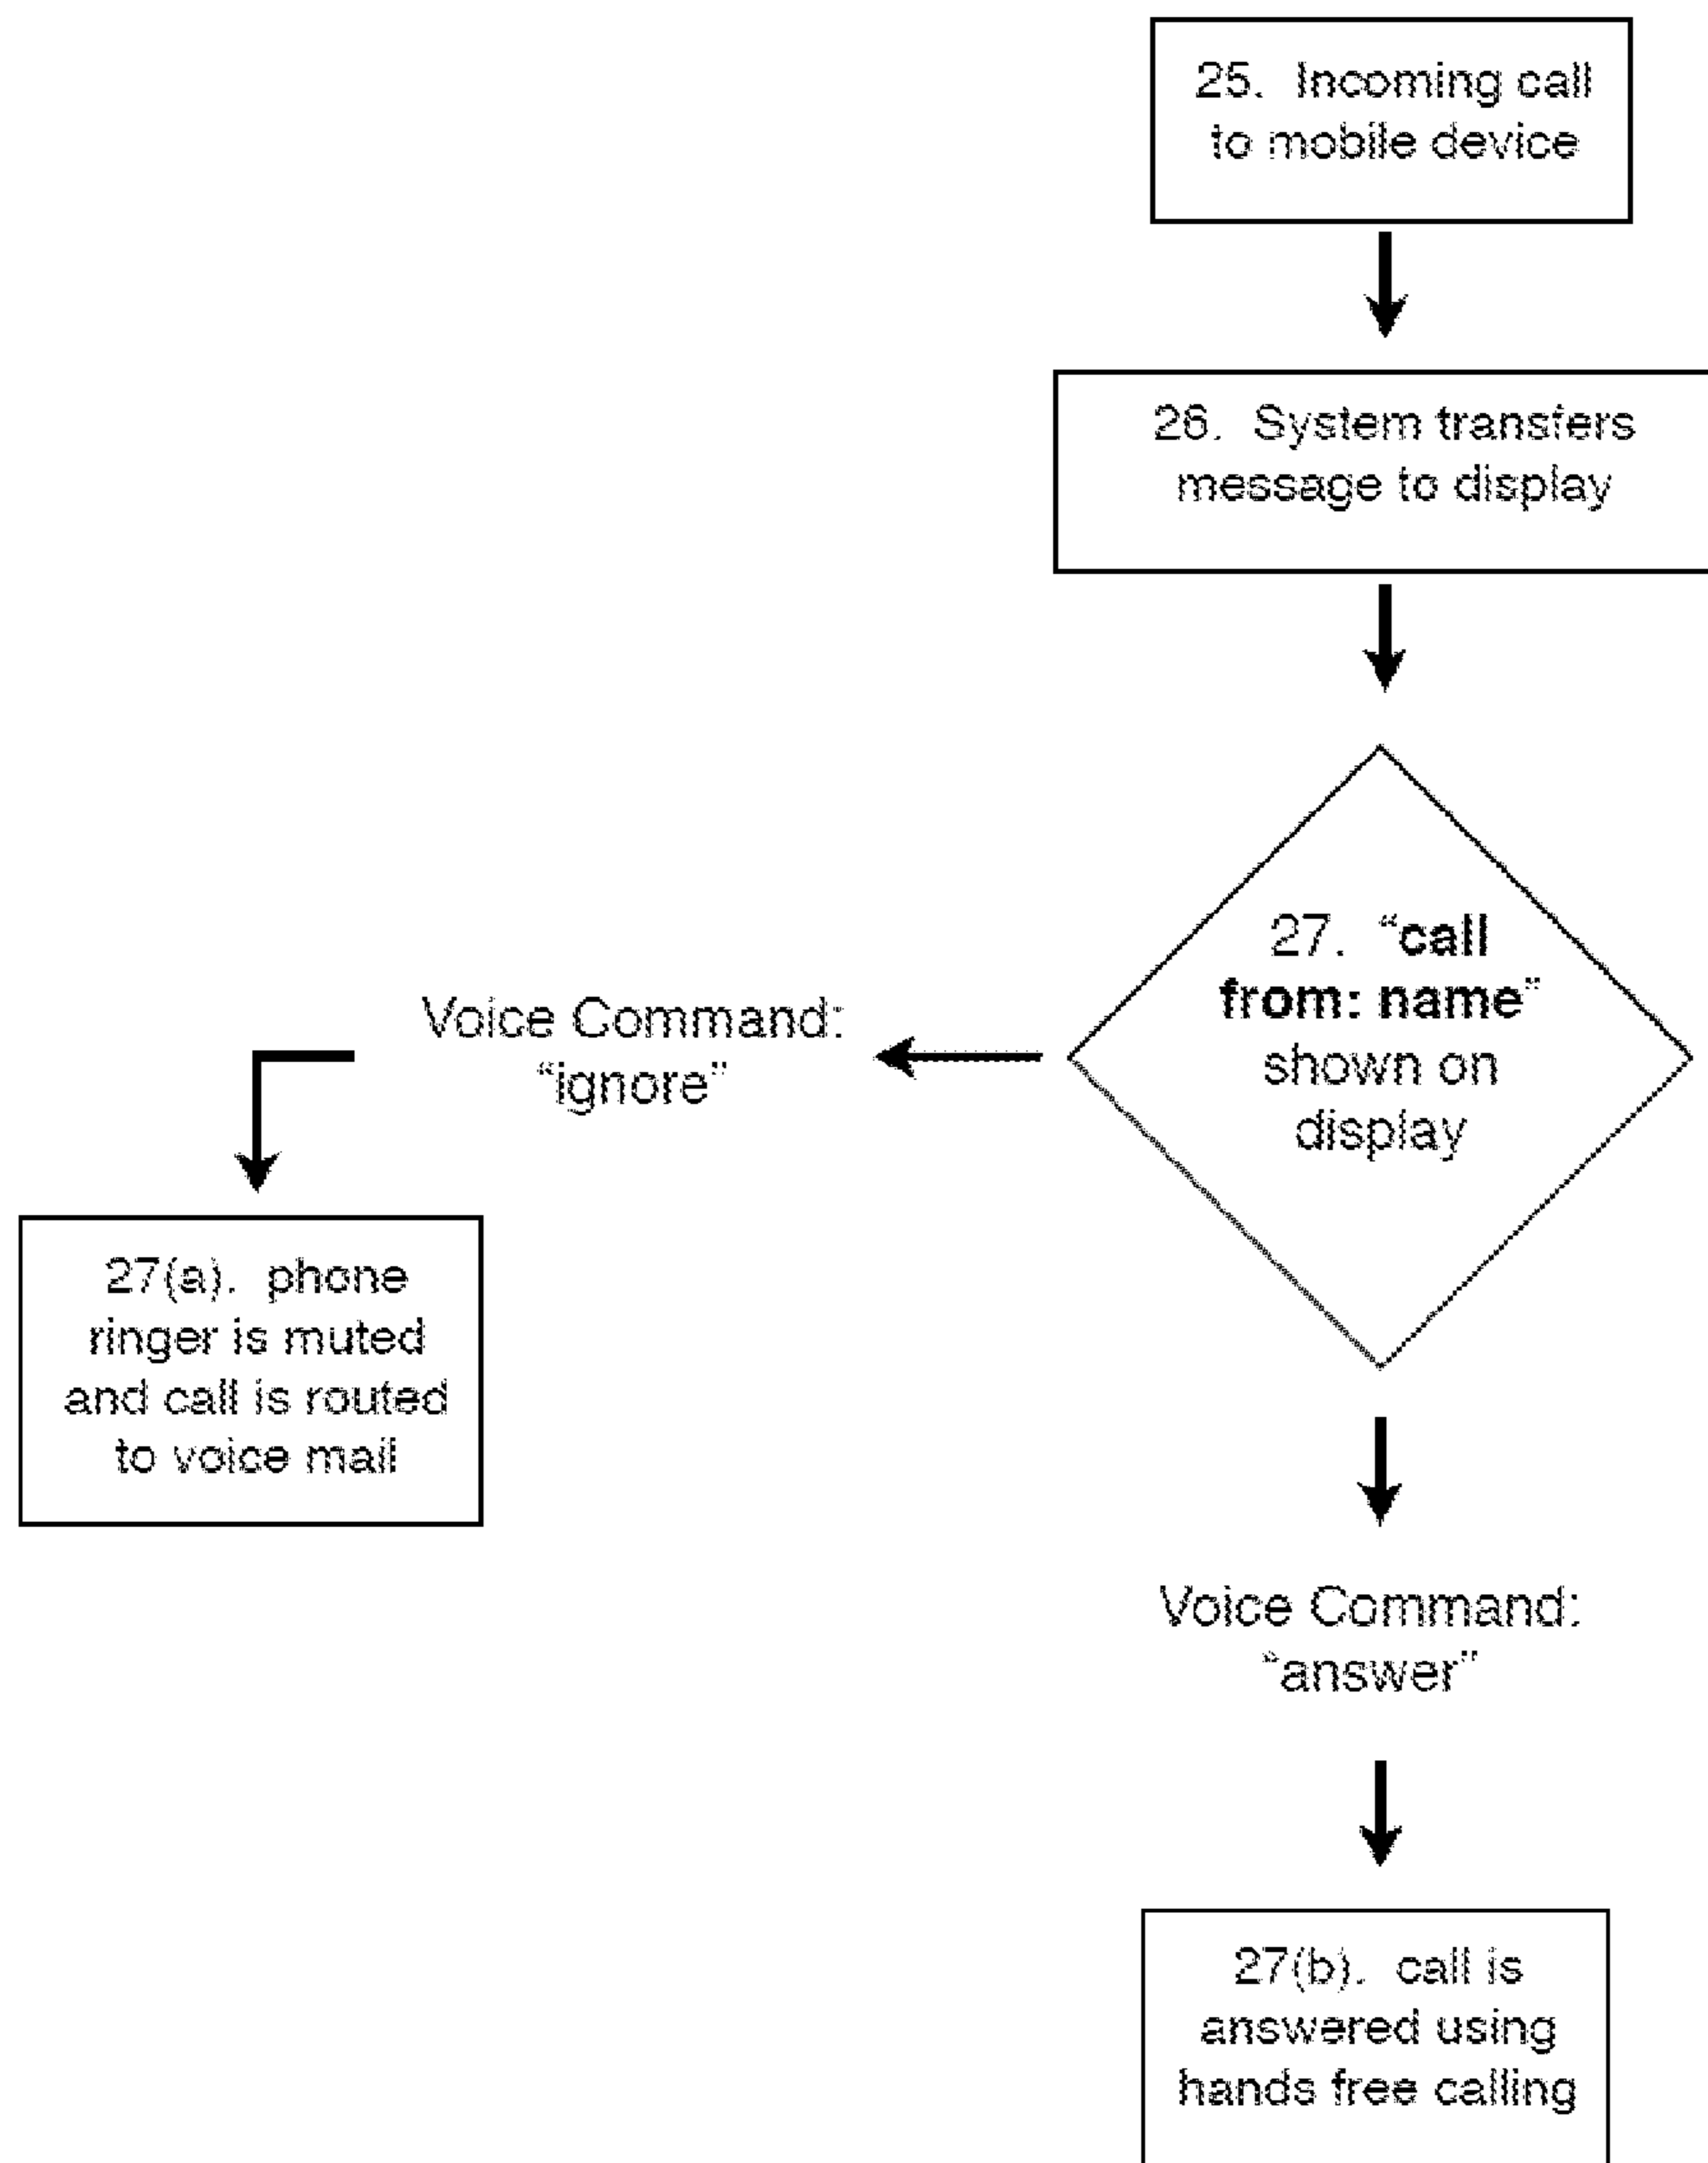 25. Incoming call
to mobile device
26. System transfers
message to display
27. “call
from: name”
shown on
display
Voice Command:
“ignore”
27(a). phone
ringer is muted
and call is routed
to voice mail
Voice Command:
“answer”
27(b). call is
answered using
hands free calling